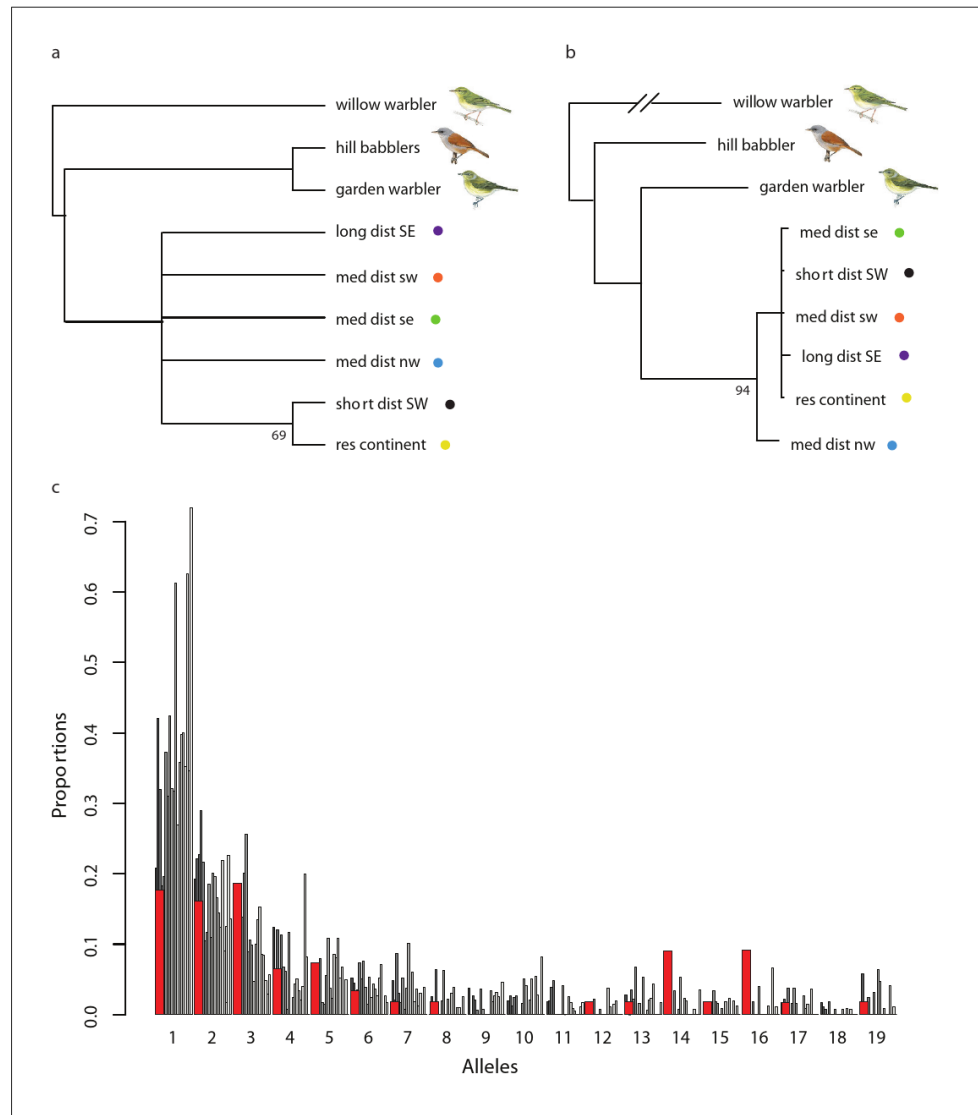 a
willow warbler
hill babblers
garden warbler
long dist SE
med dist sw
med dist se
med dist nw
short dist SW
69
res continent
b
willow warbler
hill babbler
garden warbler
med dist se
short dist SW
med dist sw
long dist SE
94
res continent
med dist nw
c
Proportions
0.7
0.6
0.5
0.4
0.3
0.2
0.1
0.0
1 2 3 4 5 6 7 8 9 10 11 12 13 14 15 16 17 18 19
Alleles